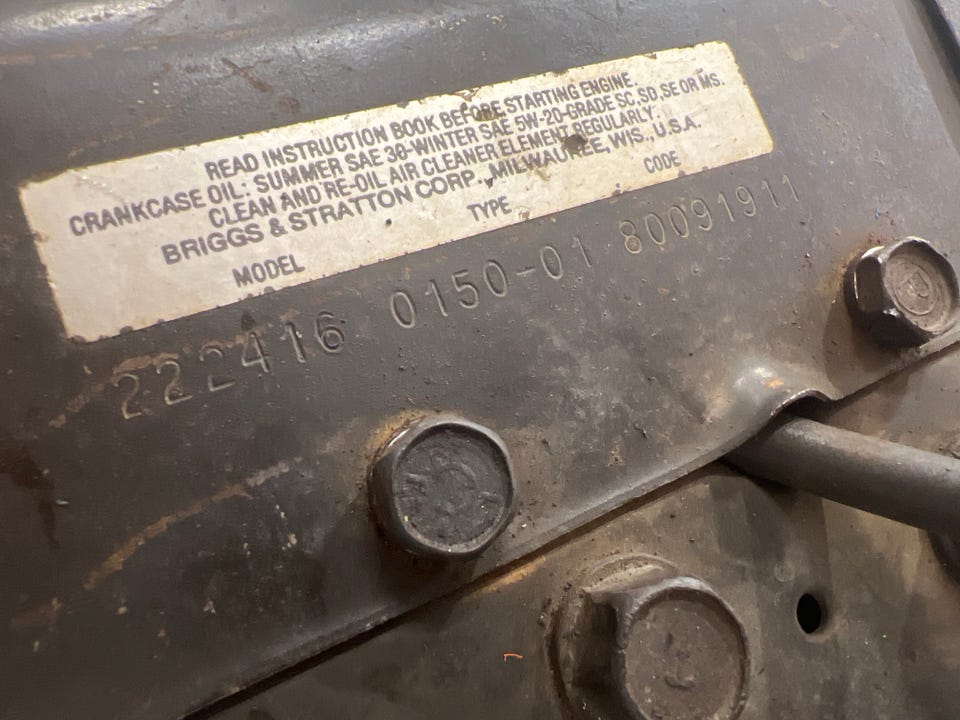 READ INSTRUCTION BOOK BEFORE STARTING ENGINE.
CRANKCASE OIL: SUMMER SAE 30-WINTER SAE 5W-20-GRADE SC,SD,SE OR MS.
CLEAN AND RE-OIL AIR CLEANER ELEMENT REGULARLY.
BRIGGS & STRATTON CORP., MILWAUKEE, WIS., U.S.A.
MODEL TYPE CODE
222416 0150-01 80091911